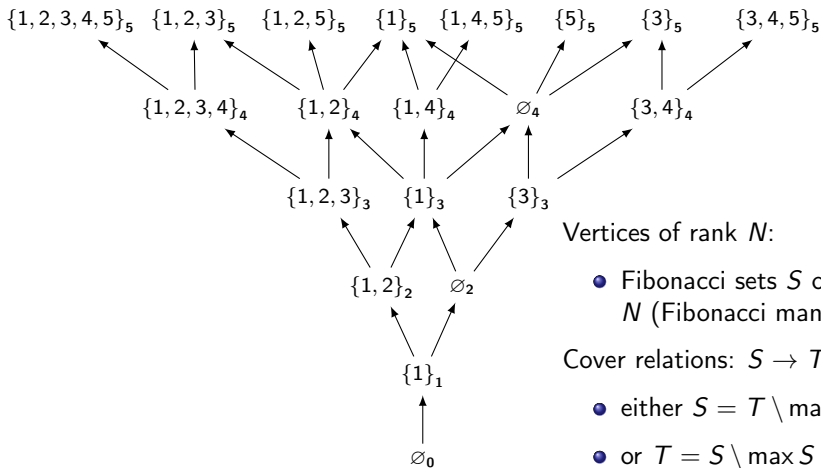 {1, 2, 3, 4, 5}₅ {1, 2, 3}₅ {1, 2, 5}₅ {1}₅ {1, 4, 5}₅ {5}₅ {3}₅ {3, 4, 5}₅
{1, 2, 3, 4}₄ {1, 2}₄ {1, 4}₄ ∅₄ {3, 4}₄
{1, 2, 3}₃ {1}₃ {3}₃
Vertices of rank N:
{1, 2}₂ ∅₂
Fibonacci sets S o
N (Fibonacci man
Cover relations: S → T
{1}₁
either S = T \ ma
or T = S \ max S
∅₀